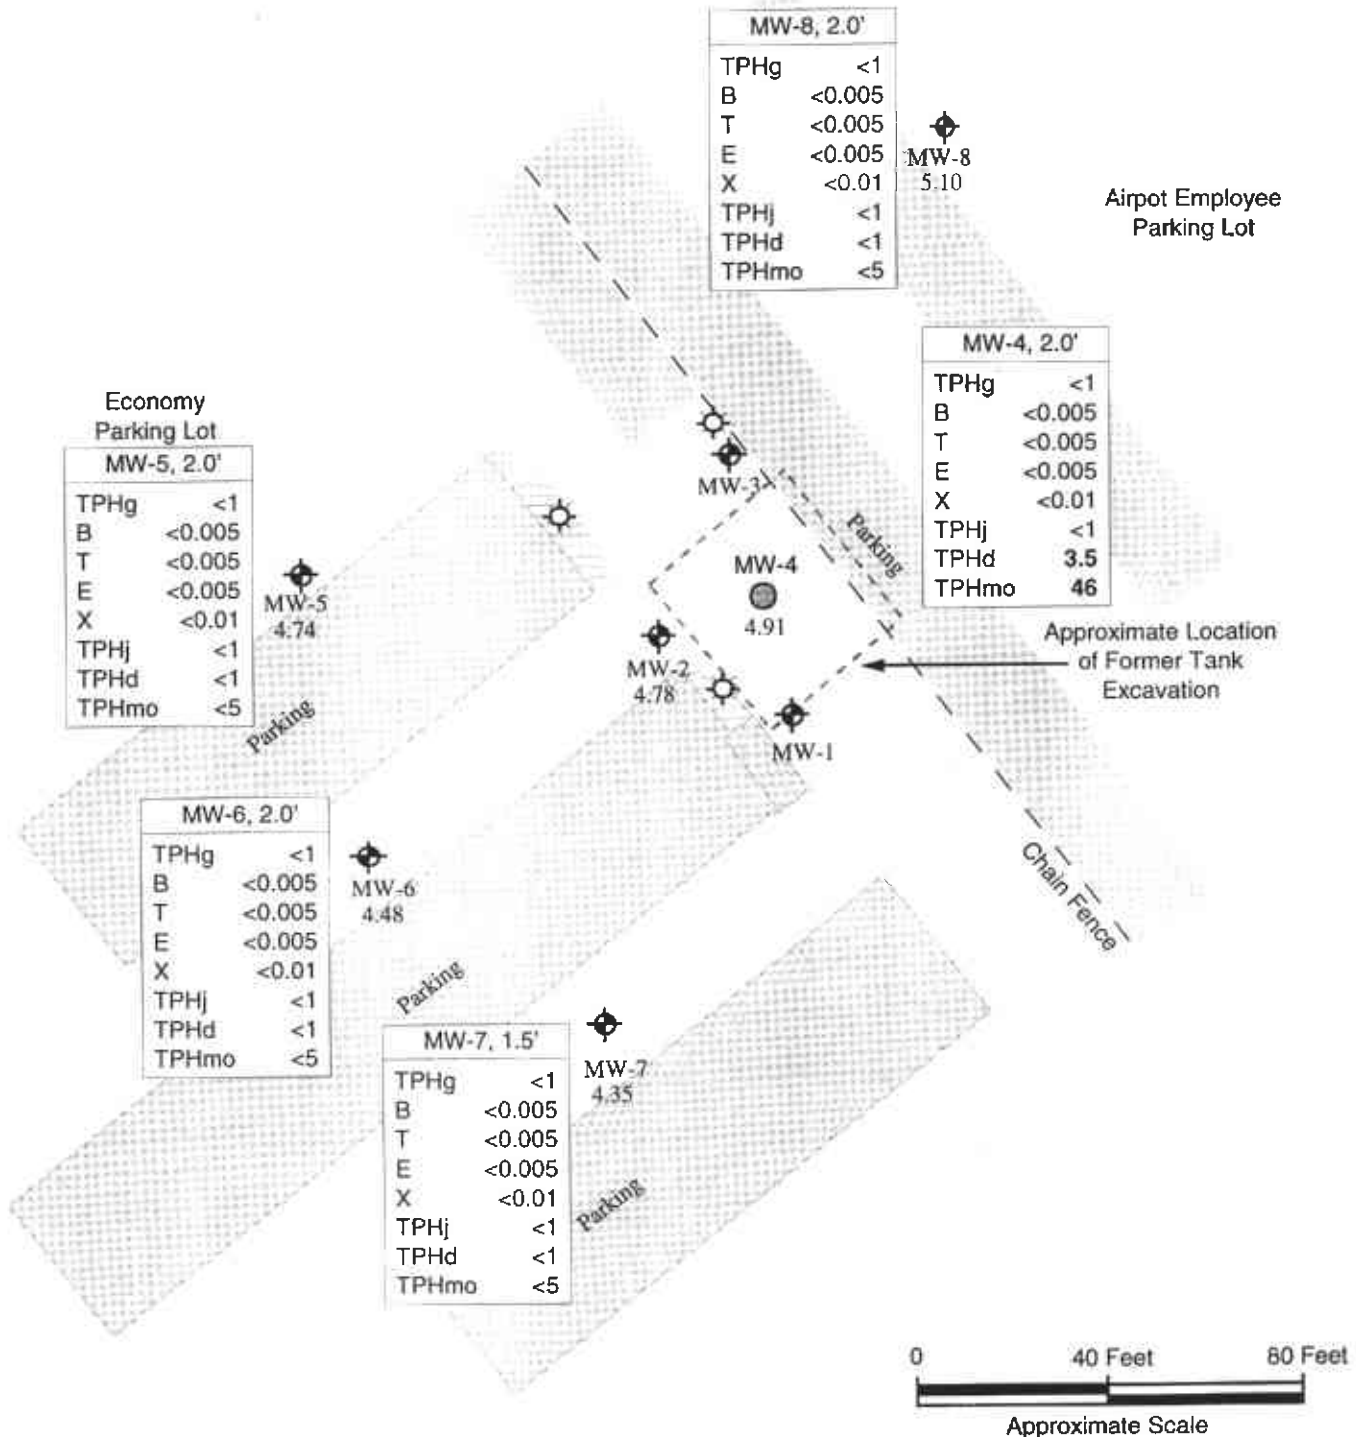 MW-8, 2.0'
TPHg <1
B <0.005
T <0.005
E <0.005
X <0.01
TPHj <1
TPHd <1
TPHmo <5
MW-8
5.10
Airpot Employee
Parking Lot
MW-4, 2.0'
TPHg <1
B <0.005
T <0.005
E <0.005
X <0.01
TPHj <1
TPHd 3.5
TPHmo 46
Economy
Parking Lot
MW-5, 2.0'
TPHg <1
B <0.005
T <0.005
E <0.005
X <0.01
TPHj <1
TPHd <1
TPHmo <5
MW-5
4.74
Parking
MW-3
Parking
MW-4
4.91
MW-2
4.78
MW-1
Approximate Location
of Former Tank
Excavation
Chain Fence
MW-6, 2.0'
TPHg <1
B <0.005
T <0.005
E <0.005
X <0.01
TPHj <1
TPHd <1
TPHmo <5
MW-6
4.48
Parking
MW-7, 1.5'
TPHg <1
B <0.005
T <0.005
E <0.005
X <0.01
TPHj <1
TPHd <1
TPHmo <5
MW-7
4.35
Parking
0 40 Feet 80 Feet
Approximate Scale